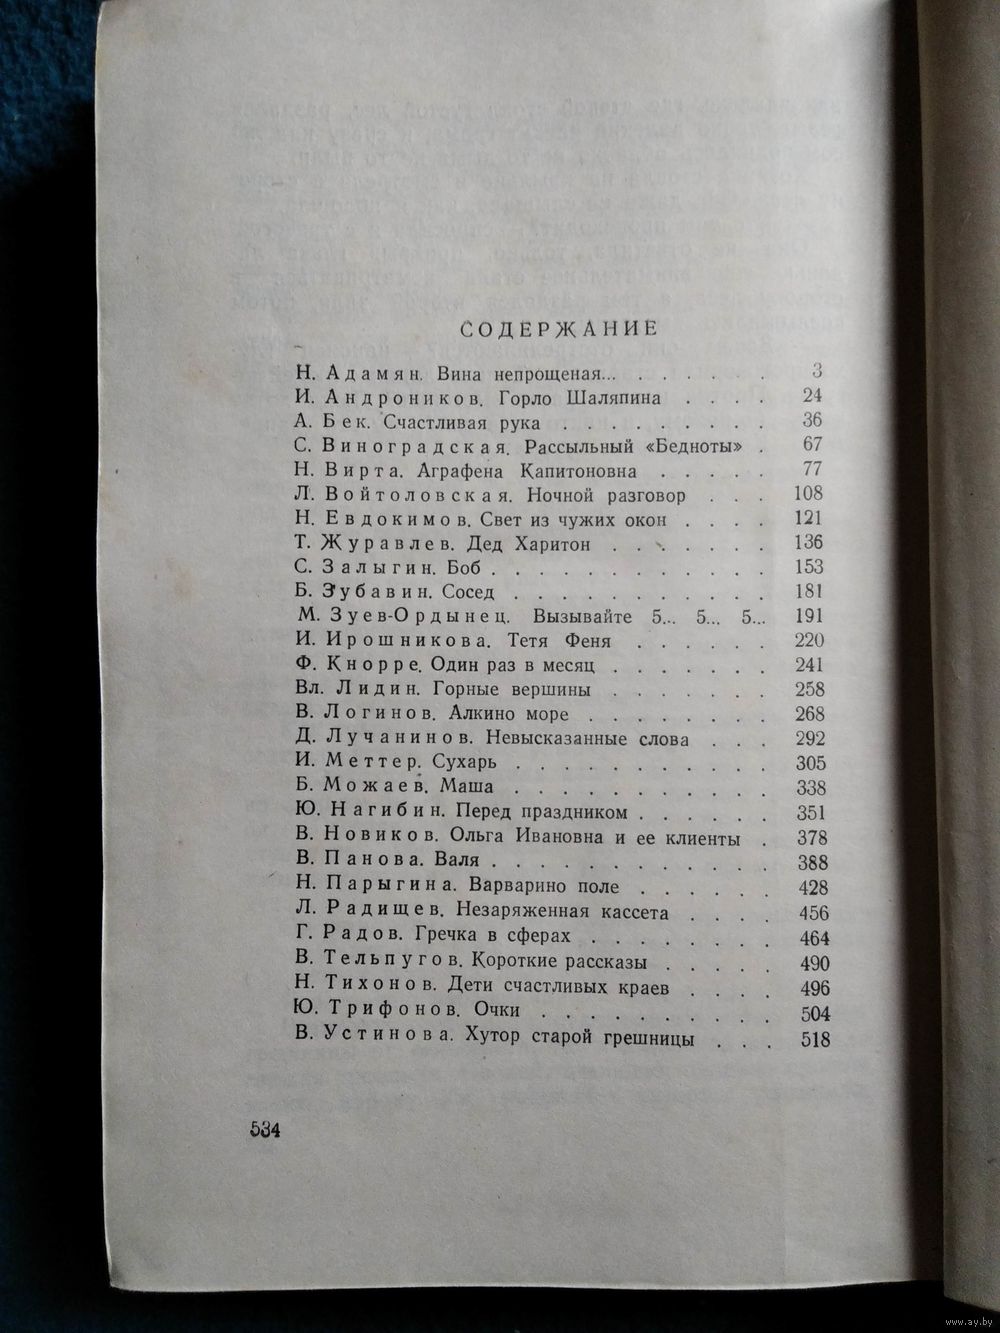 СОДЕРЖАНИЕ
Н. Адамян. Вина непрощеная... . . . . . . . 3
И. Андроников. Горло Шаляпина . . . . 24
А. Бек. Счастливая рука . . . . . . . . . 36
С. Виноградская. Рассыльный «Бедноты» . 67
Н. Вирта. Аграфена Капитоновна . . . . . 77
Л. Войтоловская. Ночной разговор . . . 108
Н. Евдокимов. Свет из чужих окон . . . . 121
Т. Журавлев. Дед Харитон . . . . . . . 136
С. Залыгин. Боб . . . . . . . . . . . . 153
Б. Зубавин. Сосед . . . . . . . . . . . 181
М. Зуев-Ордынец. Вызывайте 5... 5... 5... 191
И. Ирошникова. Тетя Феня . . . . . . 220
Ф. Кнорре. Один раз в месяц . . . . . . . 241
Вл. Лидин. Горные вершины . . . . . . . 258
В. Логинов. Алкино море . . . . . . . . 268
Д. Лучанинов. Невысказанные слова . . . 292
И. Меттер. Сухарь . . . . . . . . . . . 305
Б. Можаев. Маша . . . . . . . . . . . 338
Ю. Нагибин. Перед праздником . . . . . . 351
В. Новиков. Ольга Ивановна и ее клиенты . 378
В. Панова. Валя . . . . . . . . . . . . 388
Н. Парыгина. Варварино поле . . . . . . 428
Л. Радищев. Незаряженная кассета . . . . 456
Г. Радов. Гречка в сферах . . . . . . . . 464
В. Тельпугов. Короткие рассказы . . . . . 490
Н. Тихонов. Дети счастливых краев . . . . 496
Ю. Трифонов. Очки . . . . . . . . . . 504
В. Устинова. Хутор старой грешницы . . . 518
534
www.ay.by